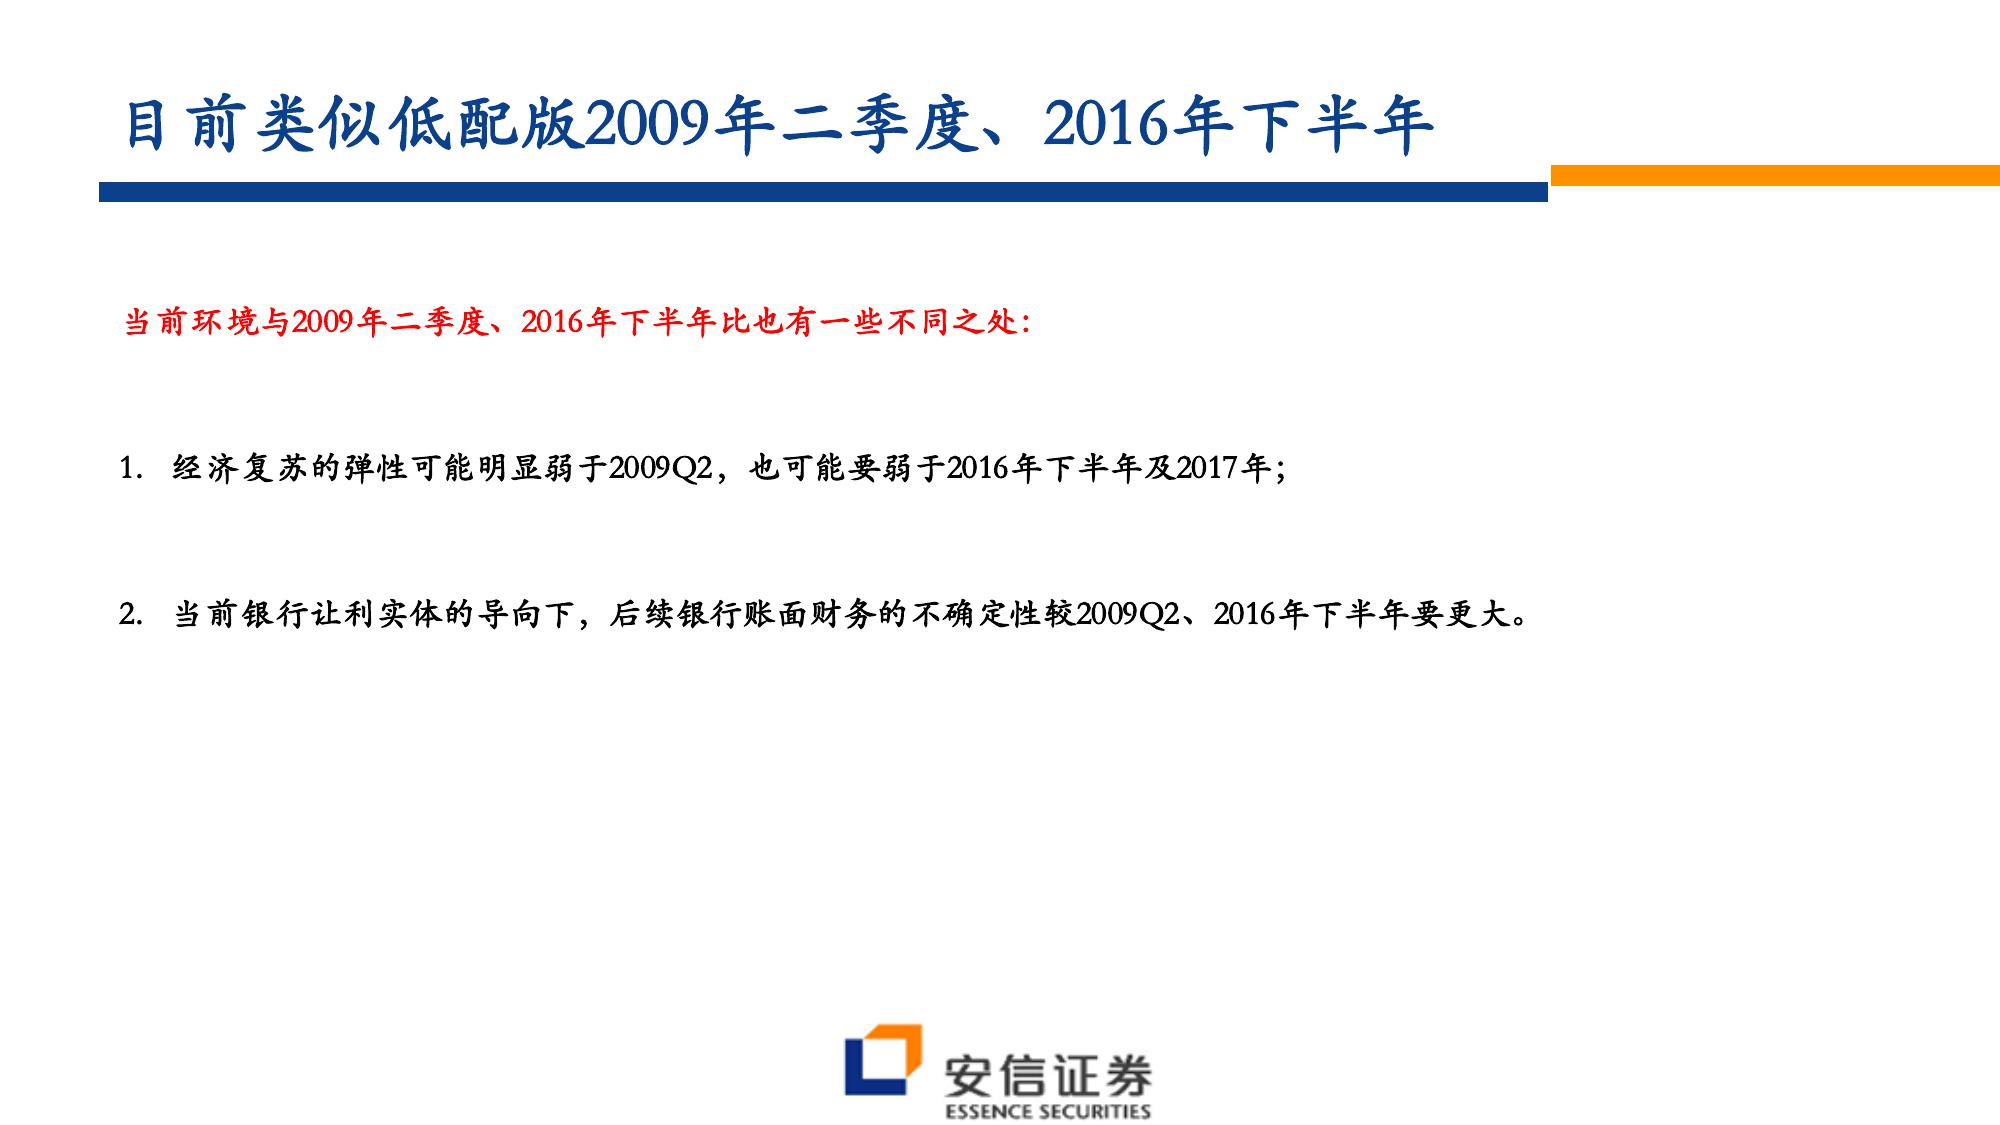 目前类似低配版2009年二季度、2016年下半年
当前环境与2009年二季度、2016年下半年比也有一些不同之处：
1. 经济复苏的弹性可能明显弱于2009Q2，也可能要弱于2016年下半年及2017年；
2. 当前银行让利实体的导向下，后续银行账面财务的不确定性较2009Q2、2016年下半年要更大。
安信证券
ESSENCE SECURITIES